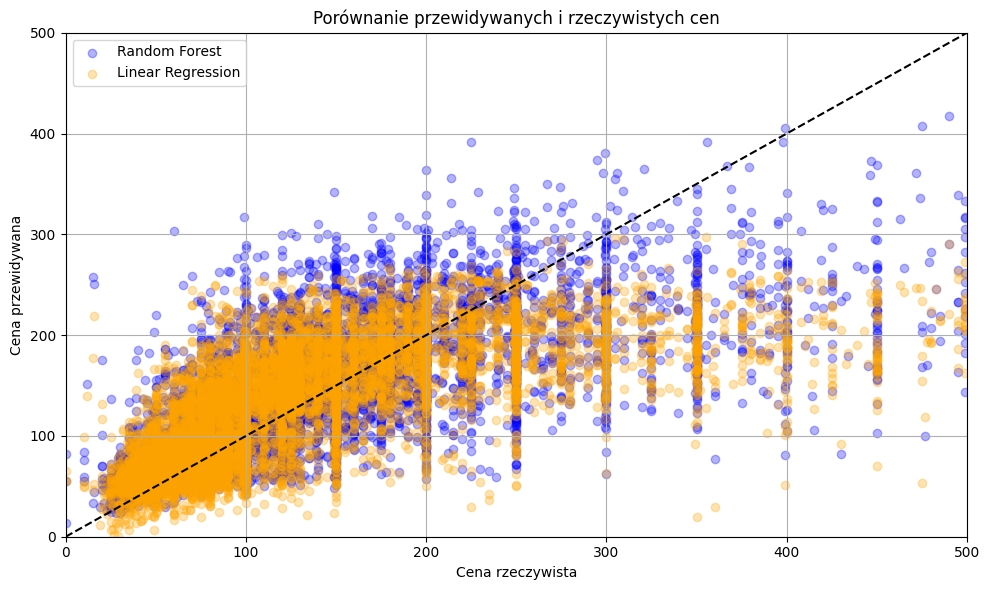 Porównanie przewidywanych i rzeczywistych cen
Random Forest
Linear Regression
Cena przewidywana
500
400
300
200
100
0
0 100 200 300 400 500
Cena rzeczywista